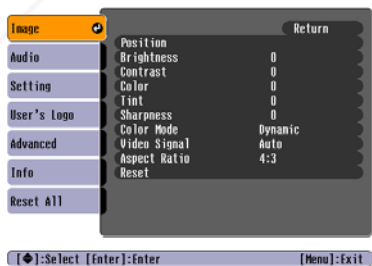 Image
Audio
Setting
User's Logo
Advanced
Info
Reset All
Return
Position
Brightness 0
Contrast 0
Color 0
Tint 0
Sharpness 0
Color Mode Dynamic
Video Signal Auto
Aspect Ratio 4:3
Reset
[◆]:Select [Enter]:Enter [Menu]:Exit